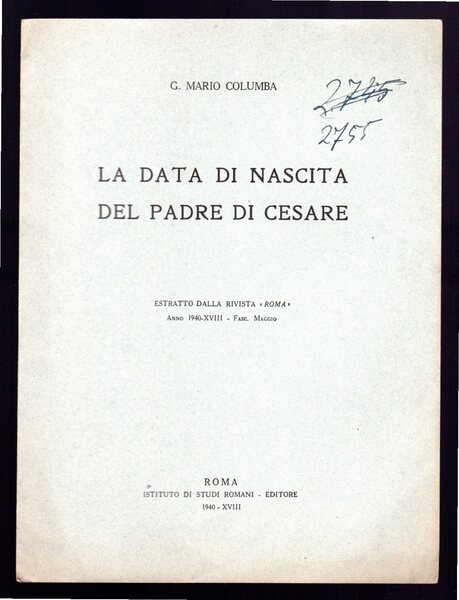 G. MARIO COLUMBA
2745
2755
LA DATA DI NASCITA
DEL PADRE DI CESARE
ESTRATTO DALLA RIVISTA «ROMA»
ANNO 1940-XVIII - FASC. MAGGIO
ROMA
ISTITUTO DI STUDI ROMANI - EDITORE
1940 - XVIII